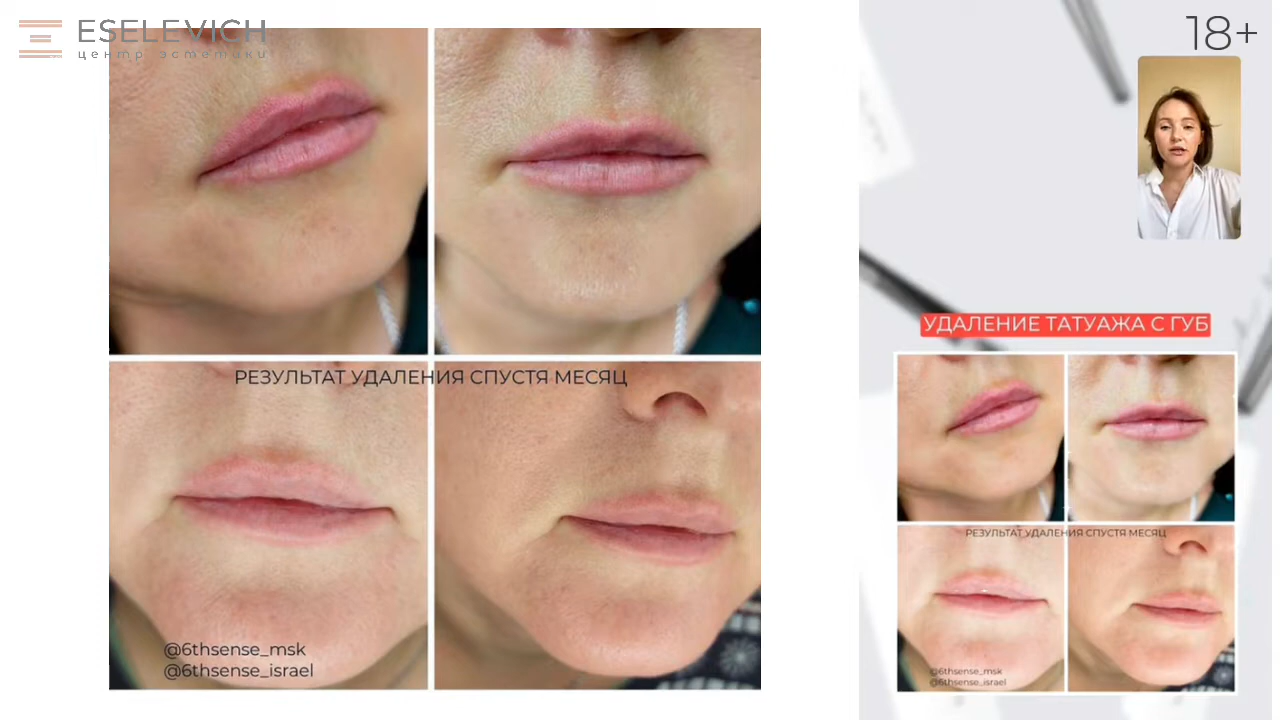 ESELEVICH
центр эстетики
18+
РЕЗУЛЬТАТ УДАЛЕНИЯ СПУСТЯ МЕСЯЦ
@6thsense_msk
@6thsense_israel
УДАЛЕНИЕ ТАТУАЖА С ГУБ
РЕЗУЛЬТАТ УДАЛЕНИЯ СПУСТЯ МЕСЯЦ
@6thsense_msk
@6thsense_israel